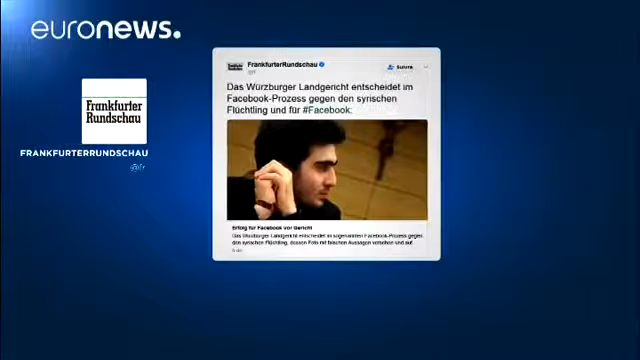 euronews.
Frankfurter
Rundschau
FRANKFURTERRUNDSCHAU
@fr
FrankfurterRundschau
@fr
Das Würzburger Landgericht entscheidet im
Facebook-Prozess gegen den syrischen
Flüchtling und für #Facebook.
Erfolg für Facebook vor Gericht
Das Würzburger Landgericht entscheidet im sogenannten Facebook-Prozess gegen
den syrischen Flüchtling, dessen Foto mit falschen Aussagen versehen und auf